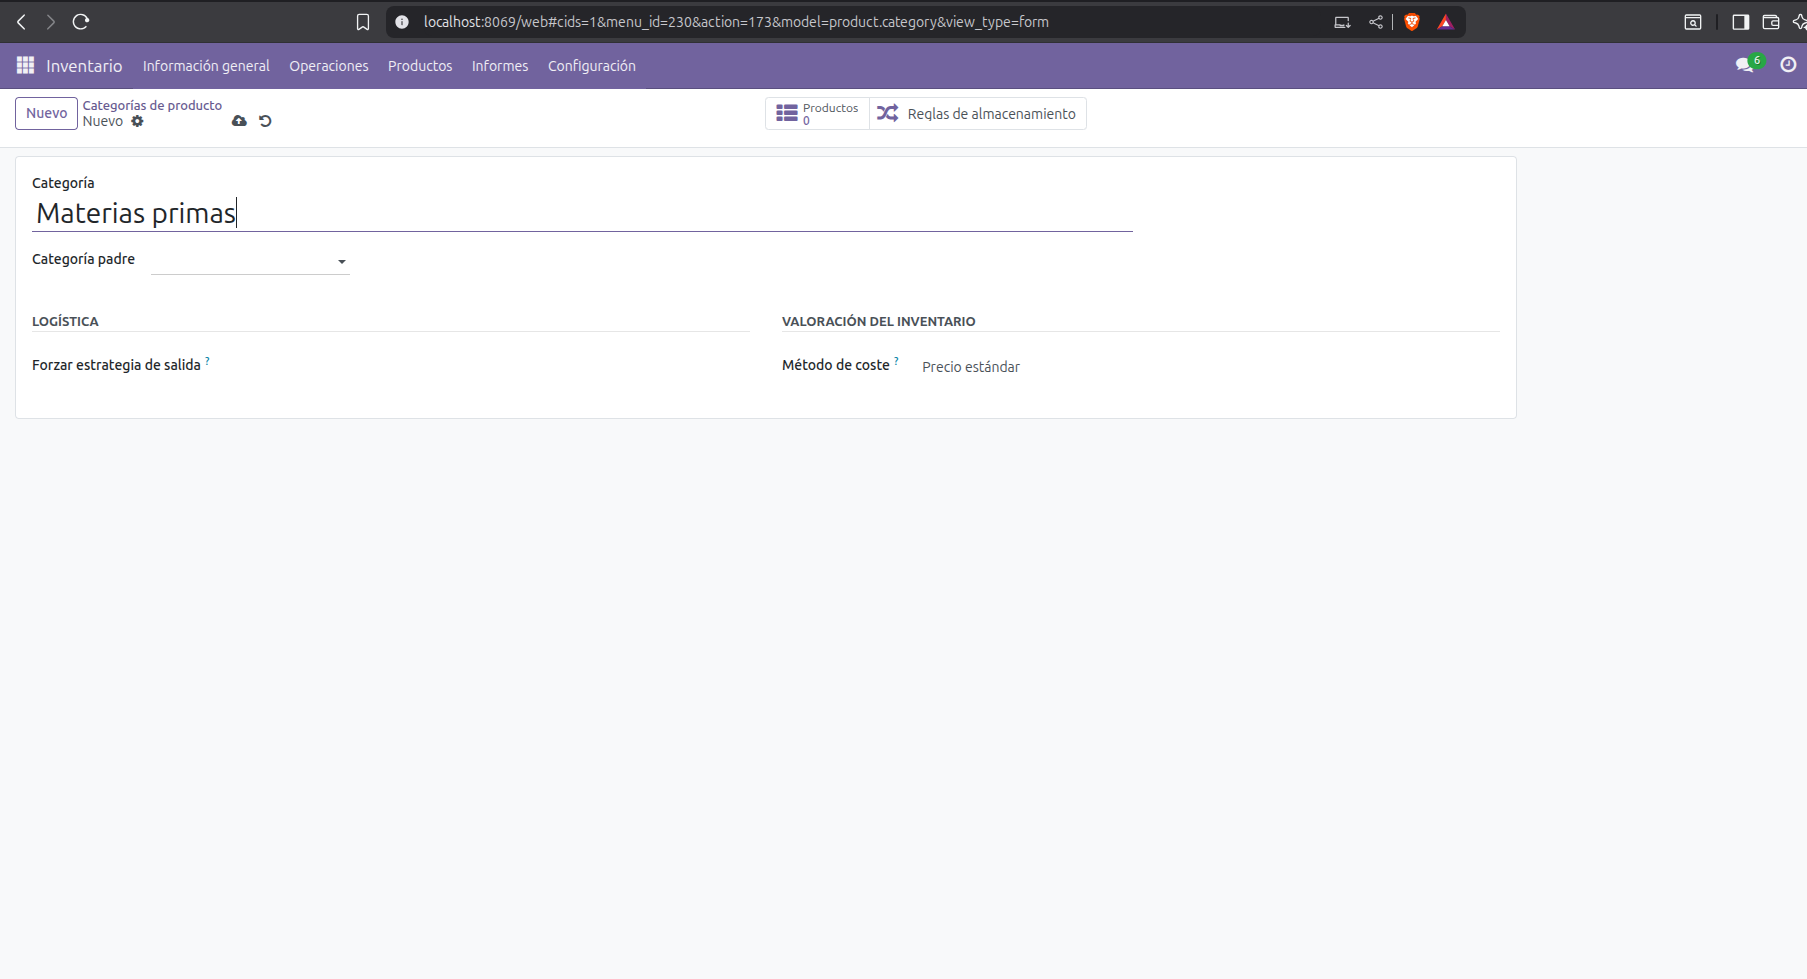 localhost:8069/web#cids=1&menu_id=230&action=173&model=product.category&view_type=form
Inventario Información general Operaciones Productos Informes Configuración 6
Nuevo Categorías de producto
Nuevo
Productos
0
Reglas de almacenamiento
Categoría
Materias primas
Categoría padre
LOGÍSTICA
Forzar estrategia de salida ?
VALORACIÓN DEL INVENTARIO
Método de coste ? Precio estándar